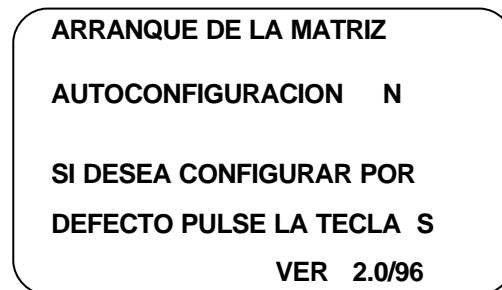 ARRANQUE DE LA MATRIZ
AUTOCONFIGURACION N
SI DESEA CONFIGURAR POR
DEFECTO PULSE LA TECLA S
VER 2.0/96